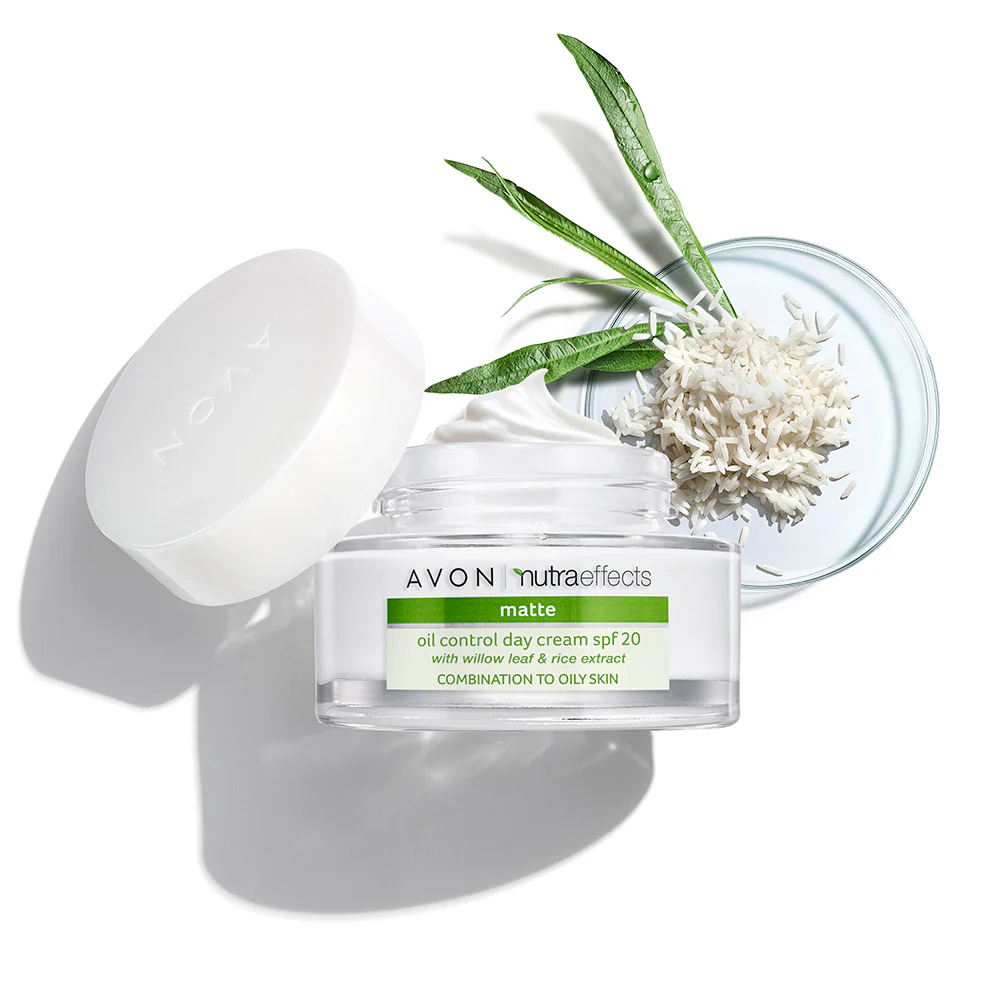 AVON
AVON | nutraeffects
matte
oil control day cream spf 20
with willow leaf & rice extract
COMBINATION TO OILY SKIN